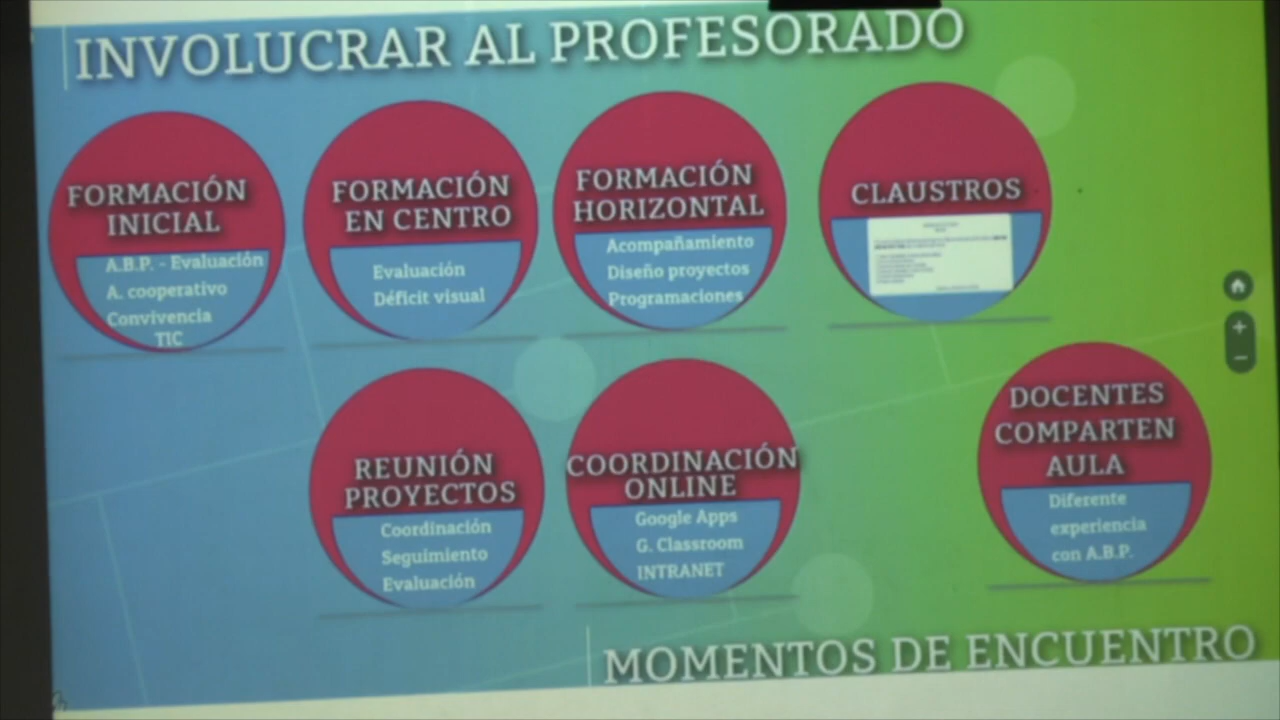 INVOLUCRAR AL PROFESORADO
FORMACIÓN
INICIAL
A.B.P. - Evaluación
A. cooperativo
Convivencia
TIC
FORMACIÓN
EN CENTRO
Evaluación
Déficit visual
FORMACIÓN
HORIZONTAL
Acompañamiento
Diseño proyectos
Programaciones
CLAUSTROS
REUNIÓN
PROYECTOS
Coordinación
Seguimiento
Evaluación
COORDINACIÓN
ONLINE
Google Apps
G. Classroom
INTRANET
DOCENTES
COMPARTEN
AULA
Diferente
experiencia
con A.B.P.
MOMENTOS DE ENCUENTRO